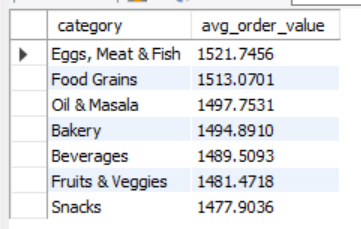 category avg_order_value
Eggs, Meat & Fish 1521.7456
Food Grains 1513.0701
Oil & Masala 1497.7531
Bakery 1494.8910
Beverages 1489.5093
Fruits & Veggies 1481.4718
Snacks 1477.9036